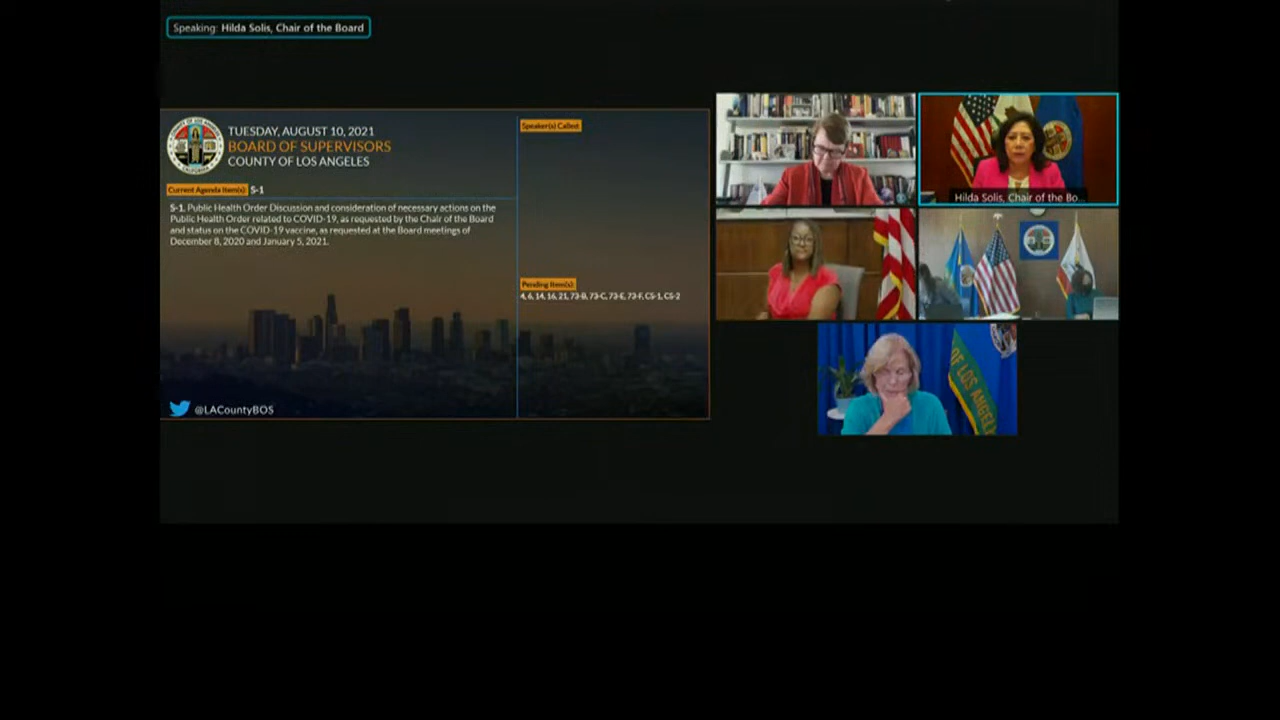 Speaking: Hilda Solis, Chair of the Board
TUESDAY, AUGUST 10, 2021
BOARD OF SUPERVISORS
COUNTY OF LOS ANGELES
Current Agenda Item(s): S-1
S-1. Public Health Order Discussion and consideration of necessary actions on the
Public Health Order related to COVID-19, as requested by the Chair of the Board
and status on the COVID-19 vaccine, as requested at the Board meetings of
December 8, 2020 and January 5, 2021.
@LACountyBOS
Speaker(s) Called:
Pending Item(s):
4, 6, 14, 16, 21, 73-B, 73-C, 73-E, 73-F, CS-1, CS-2
Hilda Solis, Chair of the Bo...
OF LOS ANGELE